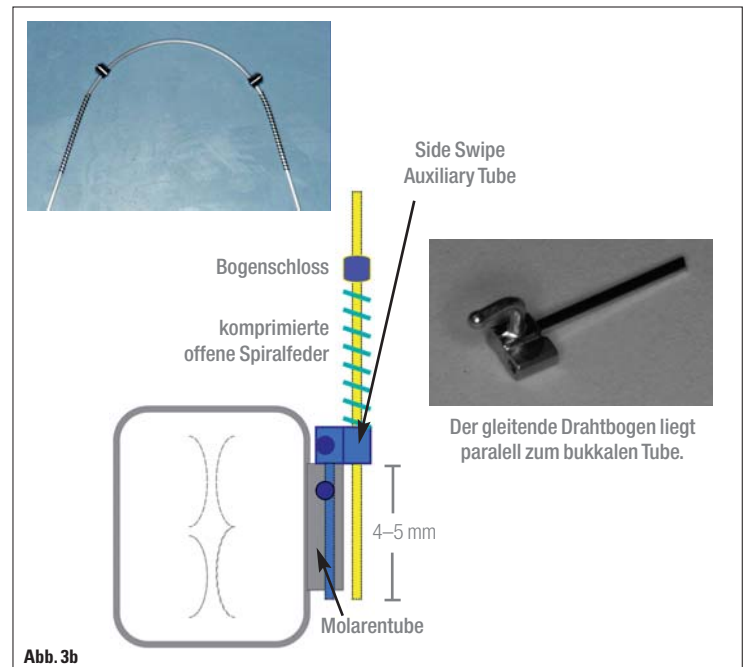 Side Swipe
Auxiliary Tube
Bogenschloss
komprimierte
offene Spiralfeder
Der gleitende Drahtbogen liegt
paralell zum bukkalen Tube.
4–5 mm
Molarentube
Abb. 3b